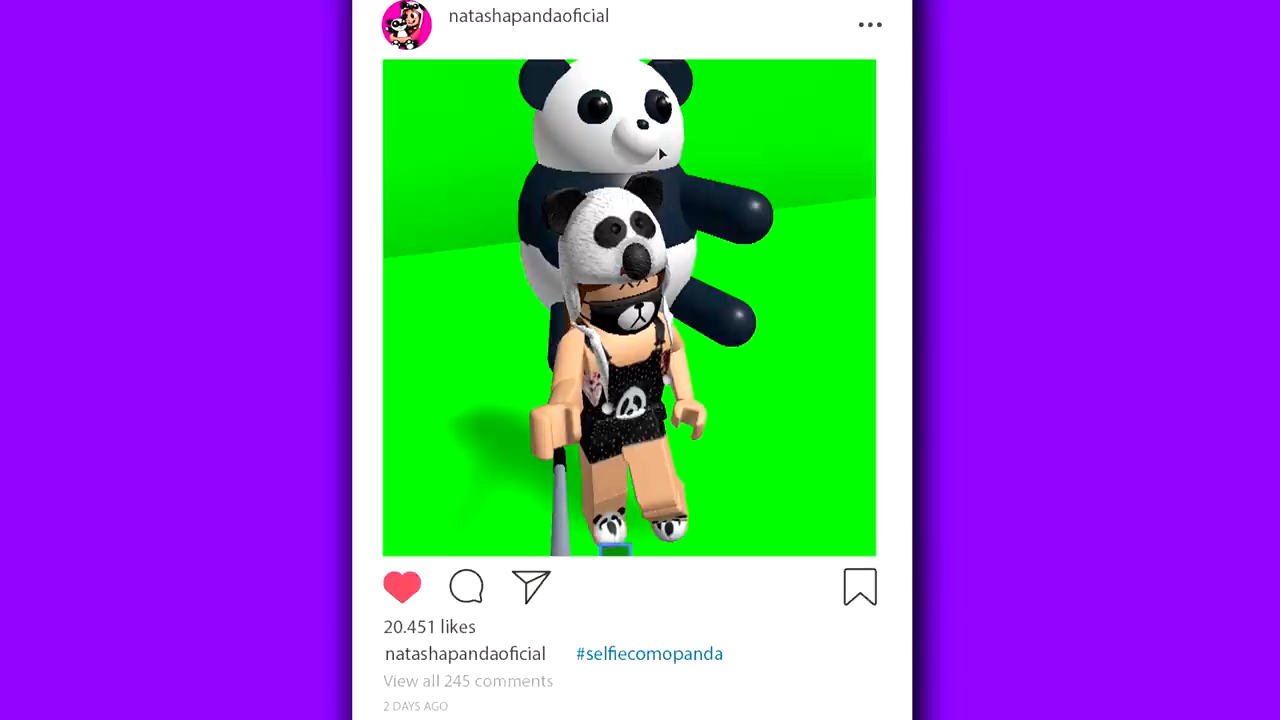 natashapandaoficial
20.451 likes
natashapandaoficial #selfiecomopanda
View all 245 comments
2 DAYS AGO